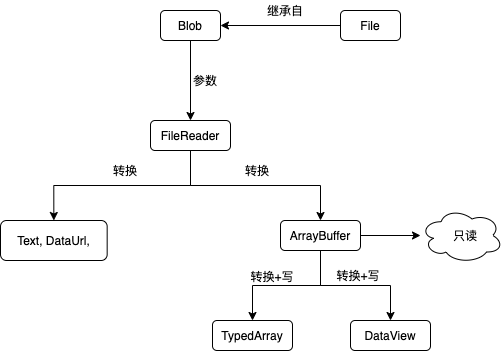 继承自
Blob
File
参数
FileReader
转换
转换
Text, DataUrl,
ArrayBuffer
只读
转换+写
转换+写
TypedArray
DataView